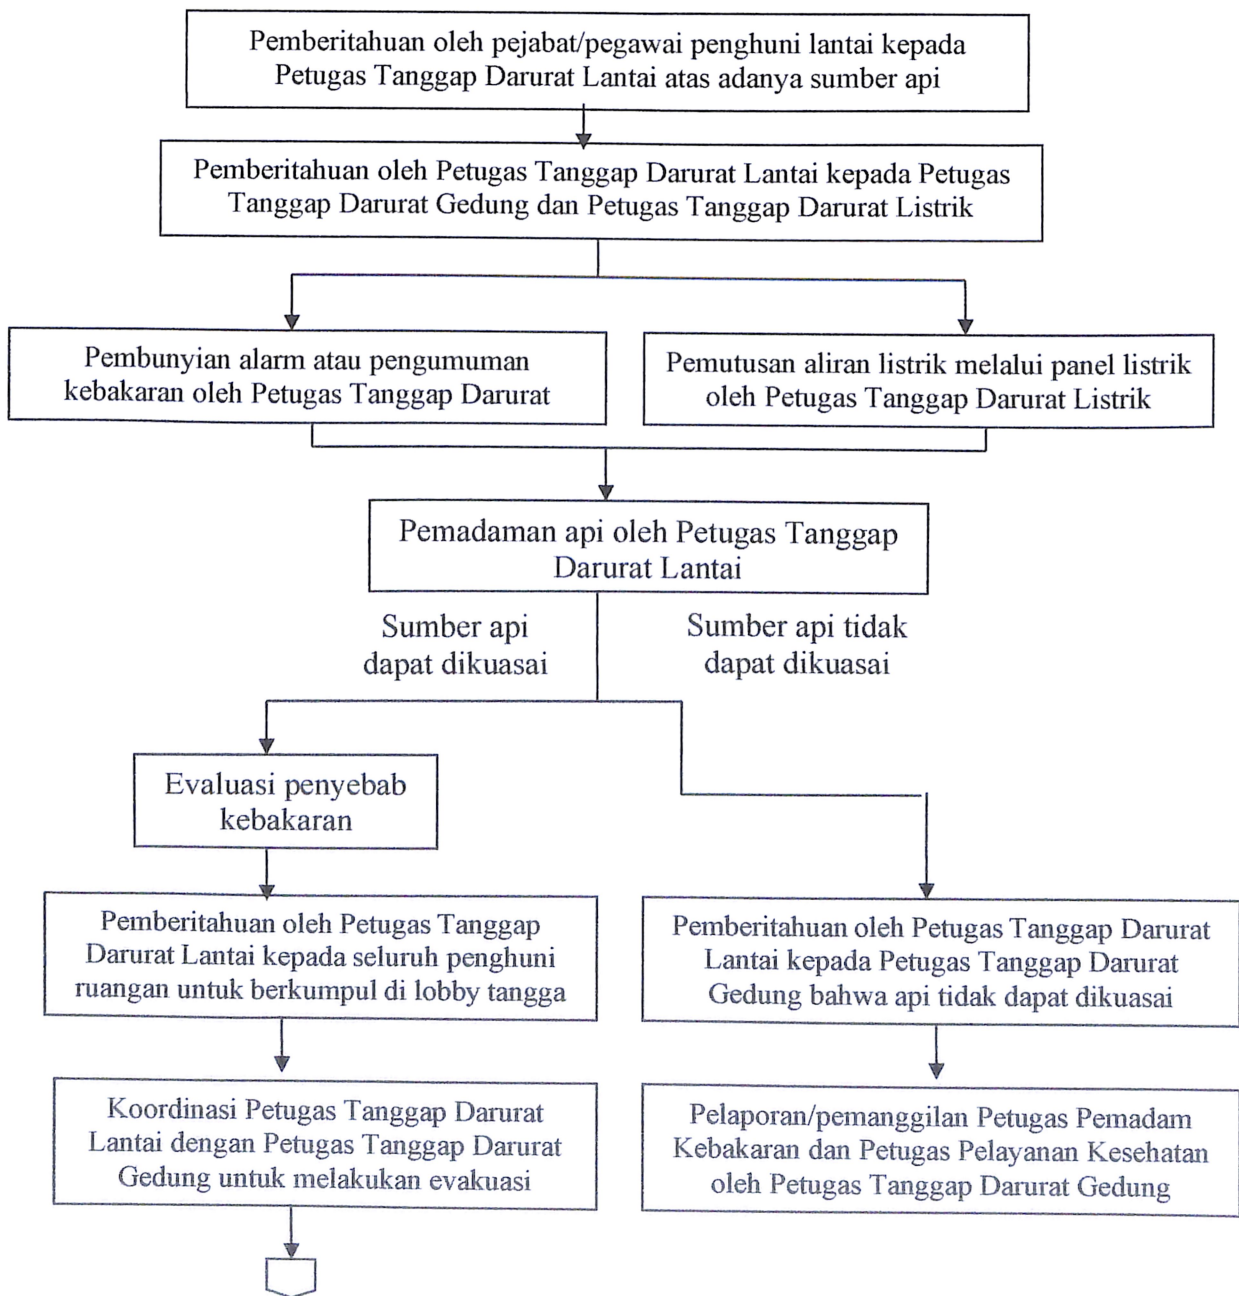 Pemberitahuan oleh pejabat/pegawai penghuni lantai kepada
Petugas Tanggap Darurat Lantai atas adanya sumber api
Pemberitahuan oleh Petugas Tanggap Darurat Lantai kepada Petugas
Tanggap Darurat Gedung dan Petugas Tanggap Darurat Listrik
Pembunyian alarm atau pengumuman
kebakaran oleh Petugas Tanggap Darurat
Pemutusan aliran listrik melalui panel listrik
oleh Petugas Tanggap Darurat Listrik
Pemadaman api oleh Petugas Tanggap
Darurat Lantai
Sumber api
dapat dikuasai
Sumber api tidak
dapat dikuasai
Evaluasi penyebab
kebakaran
Pemberitahuan oleh Petugas Tanggap
Darurat Lantai kepada seluruh penghuni
ruangan untuk berkumpul di lobby tangga
Pemberitahuan oleh Petugas Tanggap Darurat
Lantai kepada Petugas Tanggap Darurat
Gedung bahwa api tidak dapat dikuasai
Koordinasi Petugas Tanggap Darurat
Lantai dengan Petugas Tanggap Darurat
Gedung untuk melakukan evakuasi
Pelaporan/pemanggilan Petugas Pemadam
Kebakaran dan Petugas Pelayanan Kesehatan
oleh Petugas Tanggap Darurat Gedung